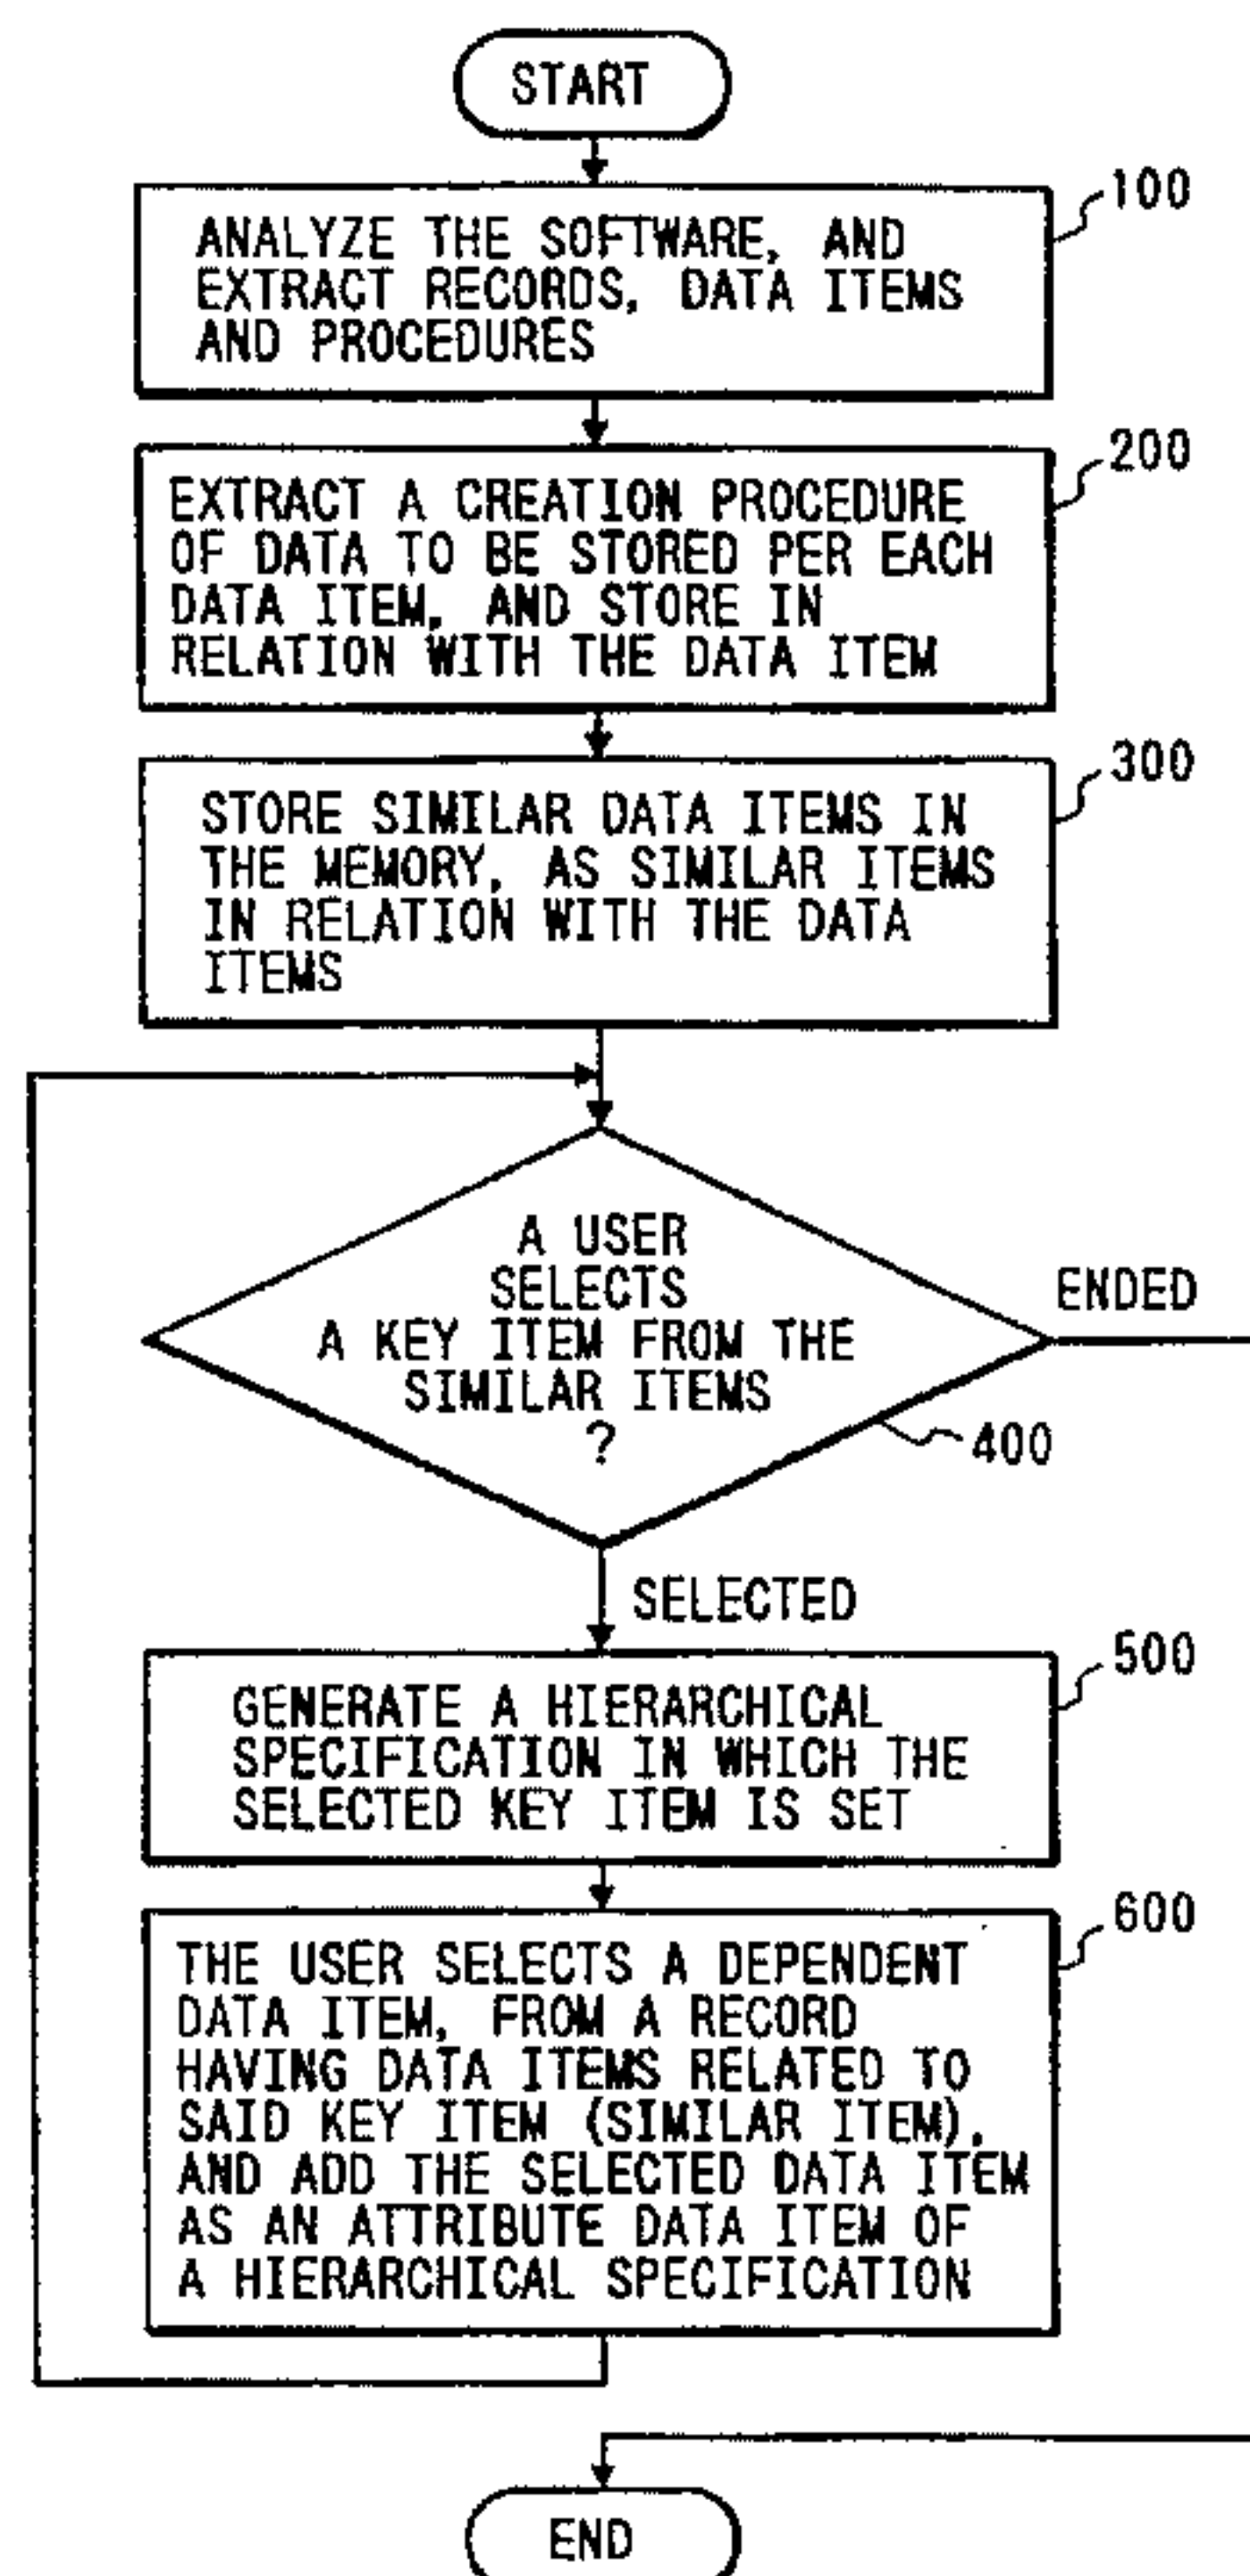 START
100
ANALYZE THE SOFTWARE, AND
EXTRACT RECORDS, DATA ITEMS
AND PROCEDURES
200
EXTRACT A CREATION PROCEDURE
OF DATA TO BE STORED PER EACH
DATA ITEM, AND STORE IN
RELATION WITH THE DATA ITEM
300
STORE SIMILAR DATA ITEMS IN
THE MEMORY, AS SIMILAR ITEMS
IN RELATION WITH THE DATA
ITEMS
A USER
SELECTS
A KEY ITEM FROM THE
SIMILAR ITEMS
?
ENDED
400
SELECTED
500
GENERATE A HIERARCHICAL
SPECIFICATION IN WHICH THE
SELECTED KEY ITEM IS SET
600
THE USER SELECTS A DEPENDENT
DATA ITEM, FROM A RECORD
HAVING DATA ITEMS RELATED TO
SAID KEY ITEM (SIMILAR ITEM),
AND ADD THE SELECTED DATA ITEM
AS AN ATTRIBUTE DATA ITEM OF
A HIERARCHICAL SPECIFICATION
END